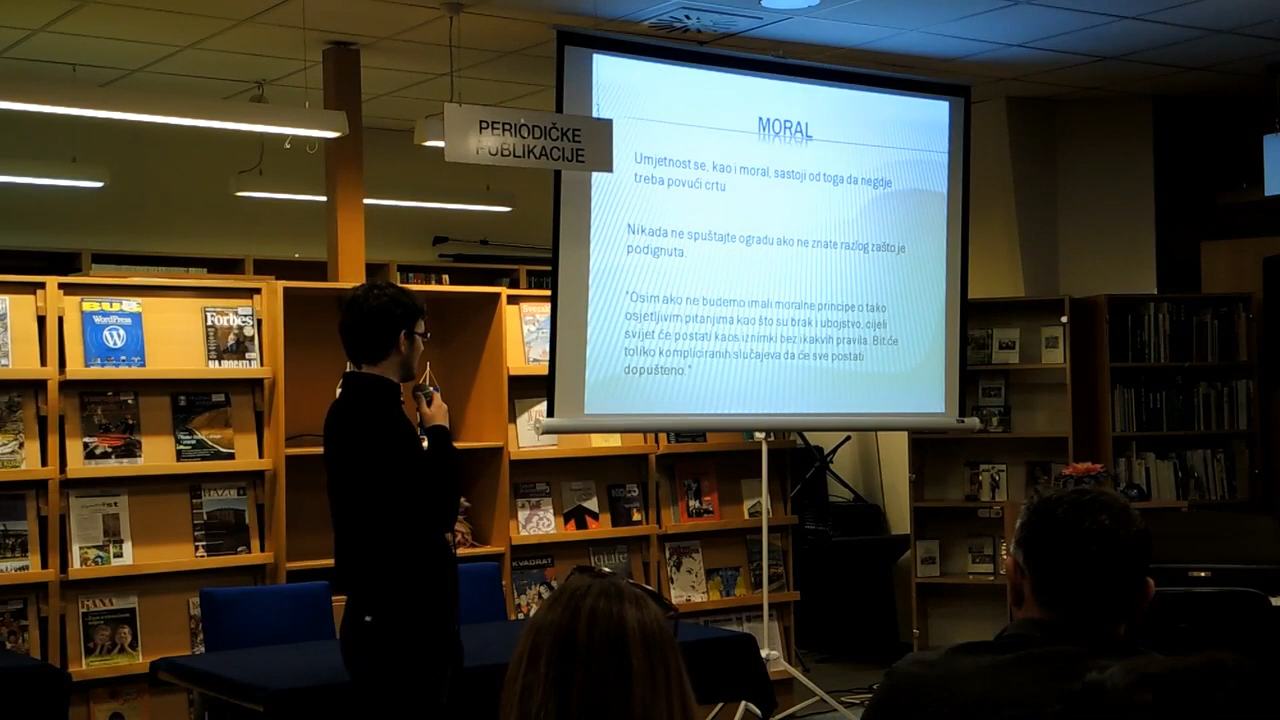 PERIODIČKE
PUBLIKACIJE
MORAL
Umjetnost se, kao i moral, sastoji od toga da negdje
treba povući crtu
Nikada ne spuštajte ogradu ako ne znate razlog zašto je
podignuta.
"Osim ako ne budemo imali moralne principe o tako
osjetljivim pitanjima kao što su brak i ubojstvo, cijeli
svijet će postati kaos iznimki bez ikakvih pravila. Bit će
toliko kompliciranih slučajeva da će sve postati
dopušteno."
BUG
WordPress
Forbes
HAZU
KVADRAT